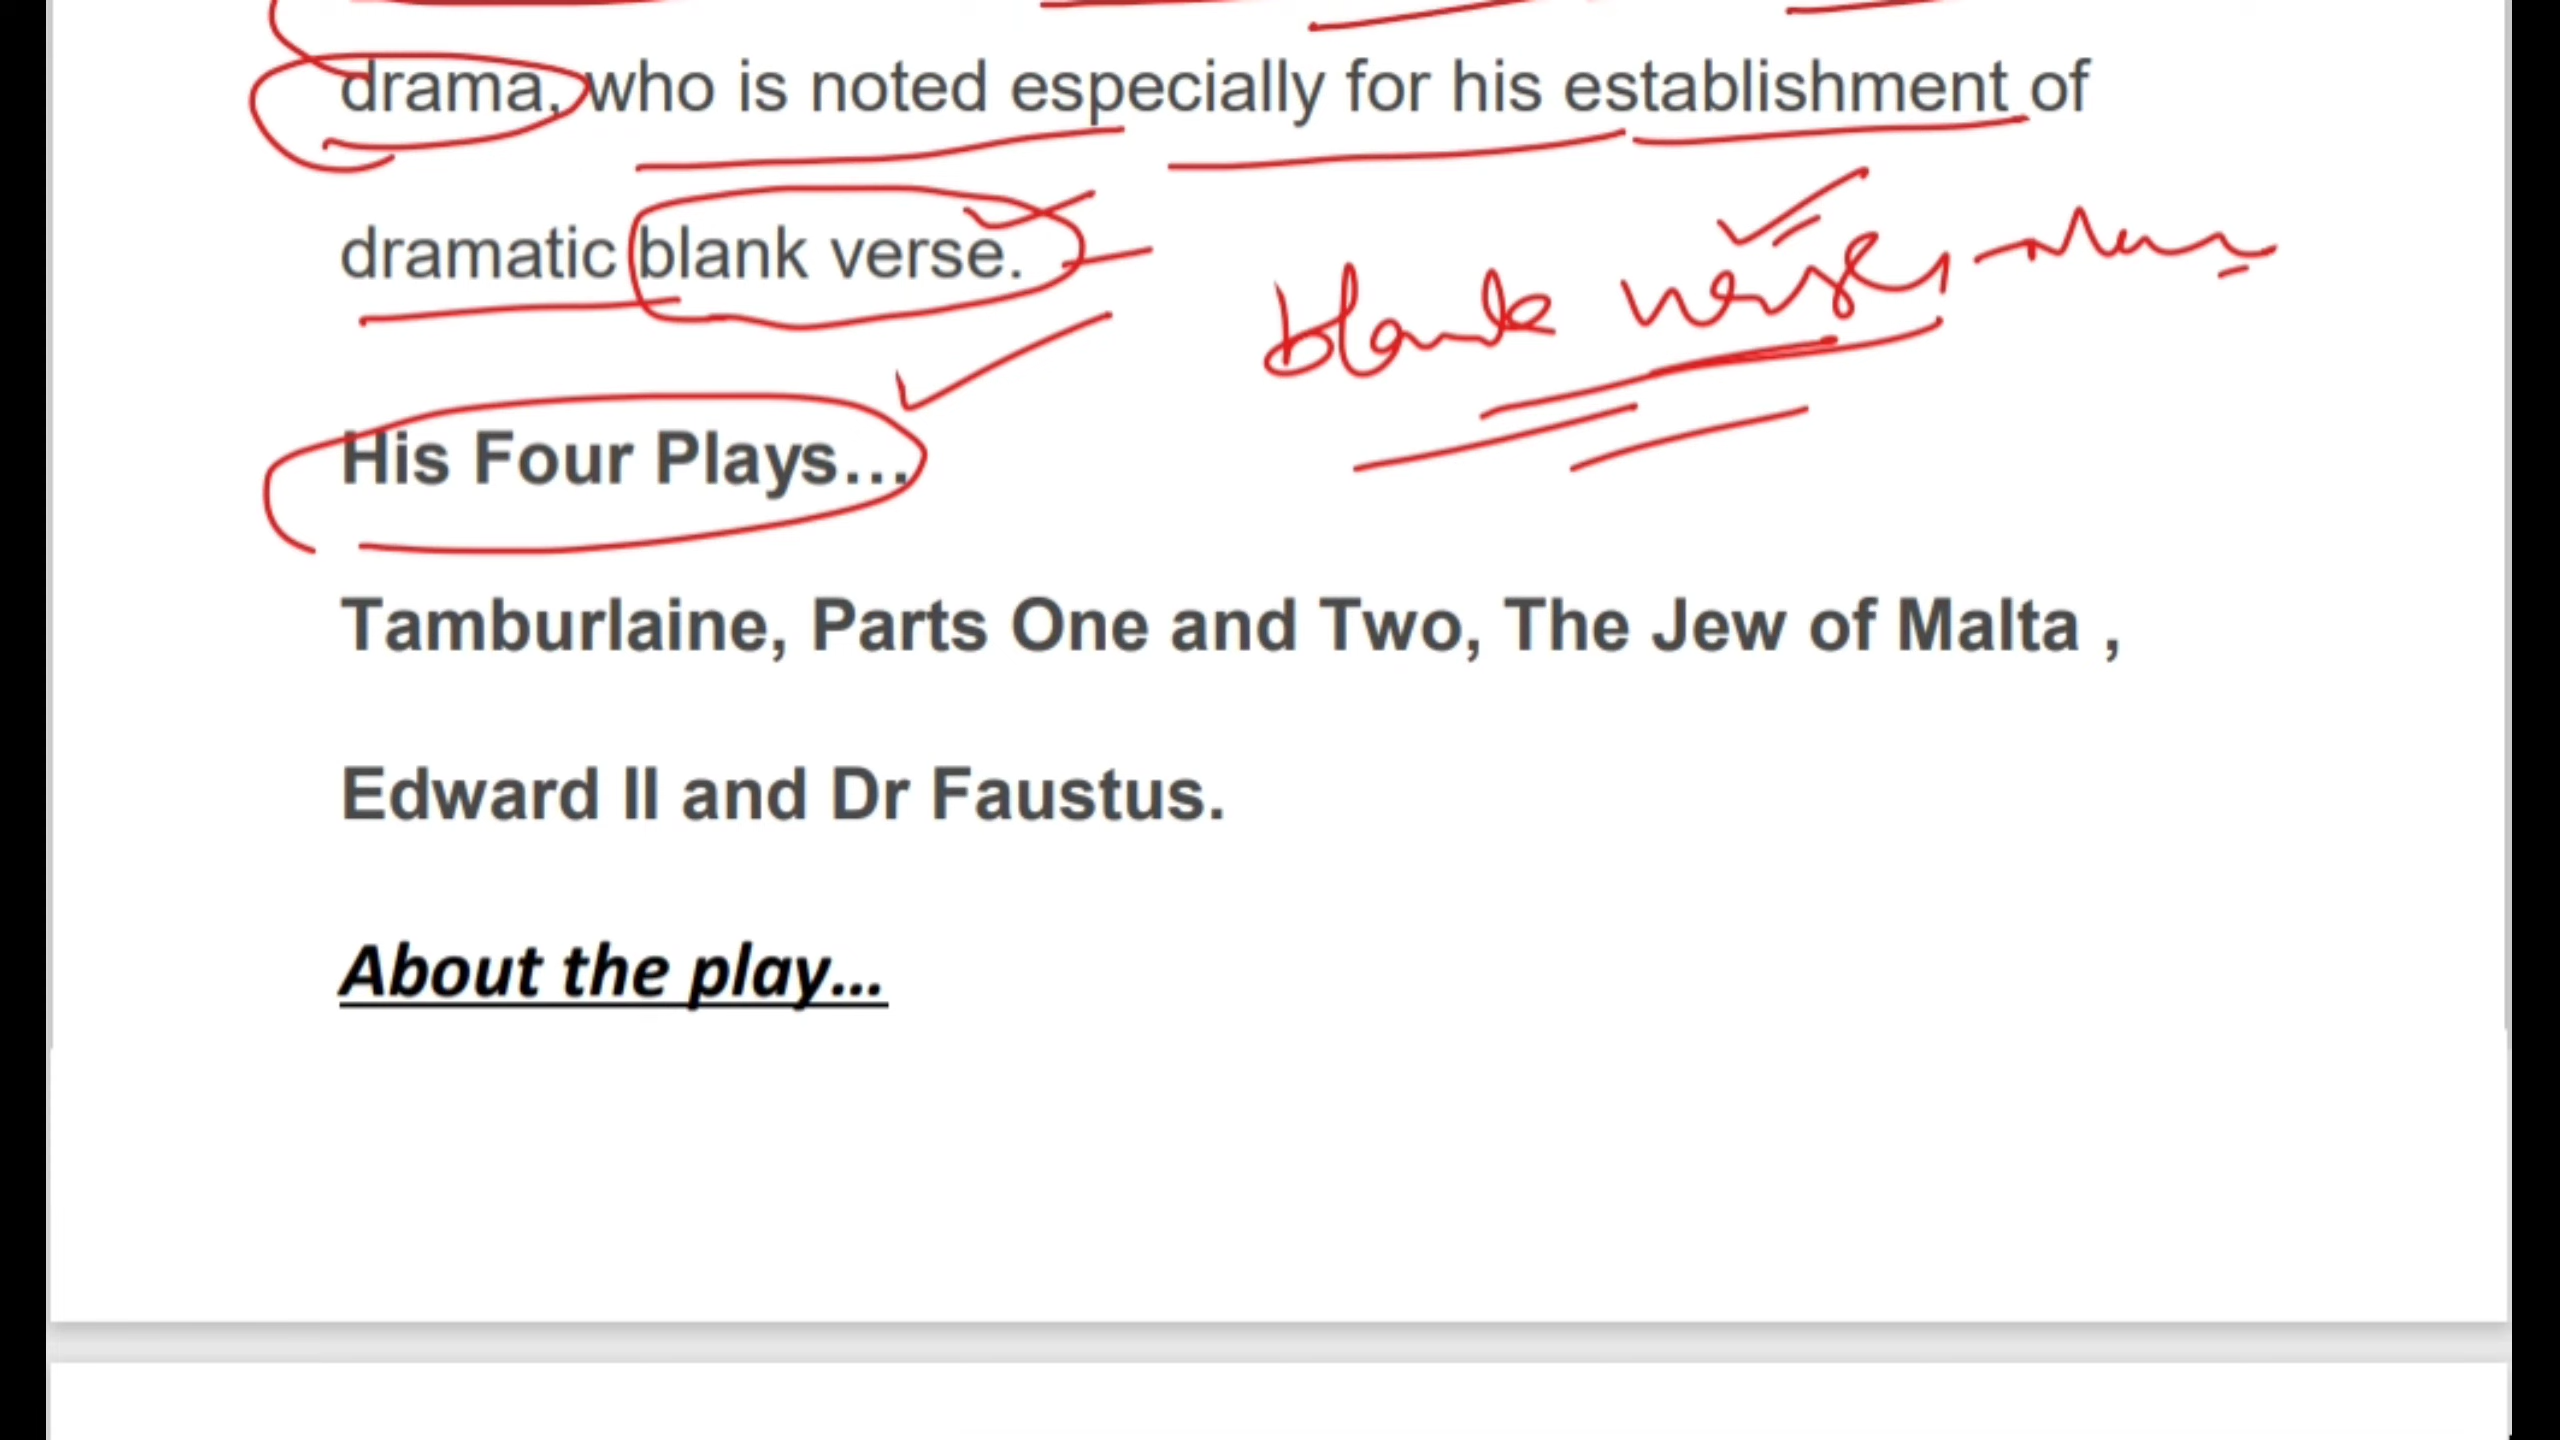 drama, who is noted especially for his establishment of
dramatic blank verse.
blank verse
His Four Plays...
Tamburlaine, Parts One and Two, The Jew of Malta ,
Edward II and Dr Faustus.
About the play...